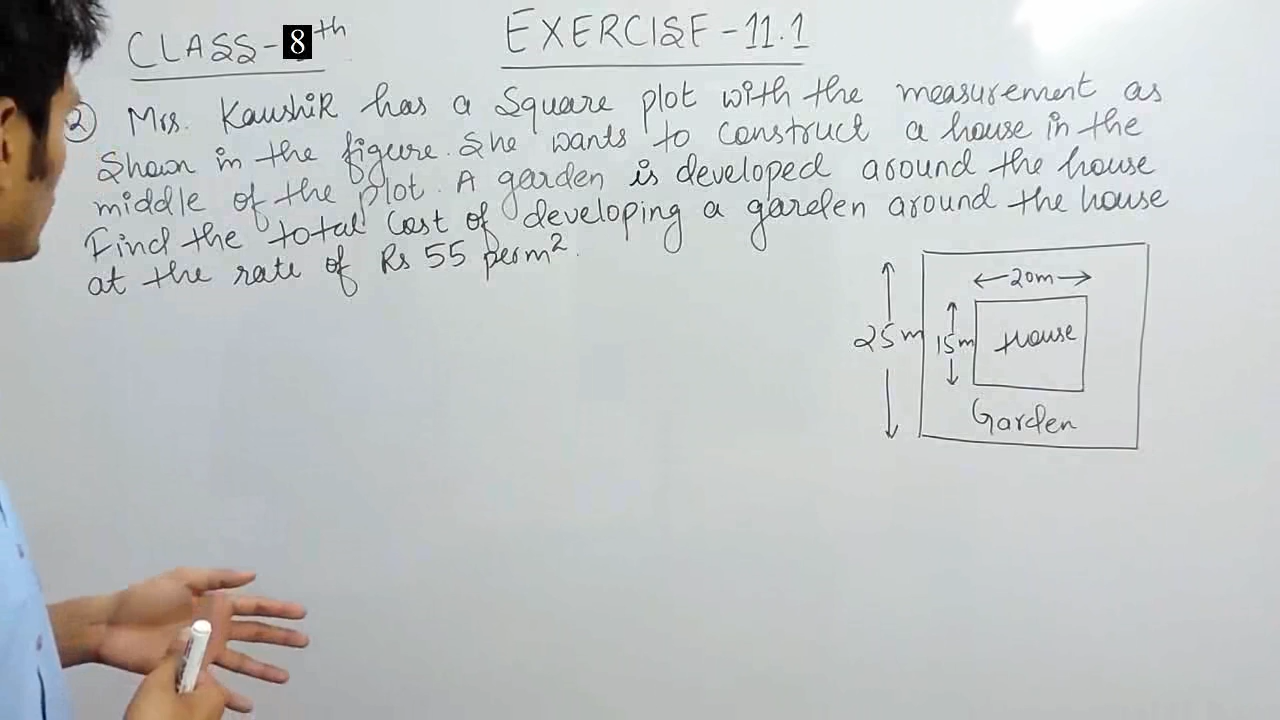 CLASS-8th
EXERCISE-11.1
② Mrs. Kaushik has a Square plot with the measurement as
Shown in the figure. She wants to construct a house in the
middle of the plot. A garden is developed around the house
Find the total Cost of developing a garden around the house
at the rate of Rs 55 per m².
20m
25m
15m
House
Garden